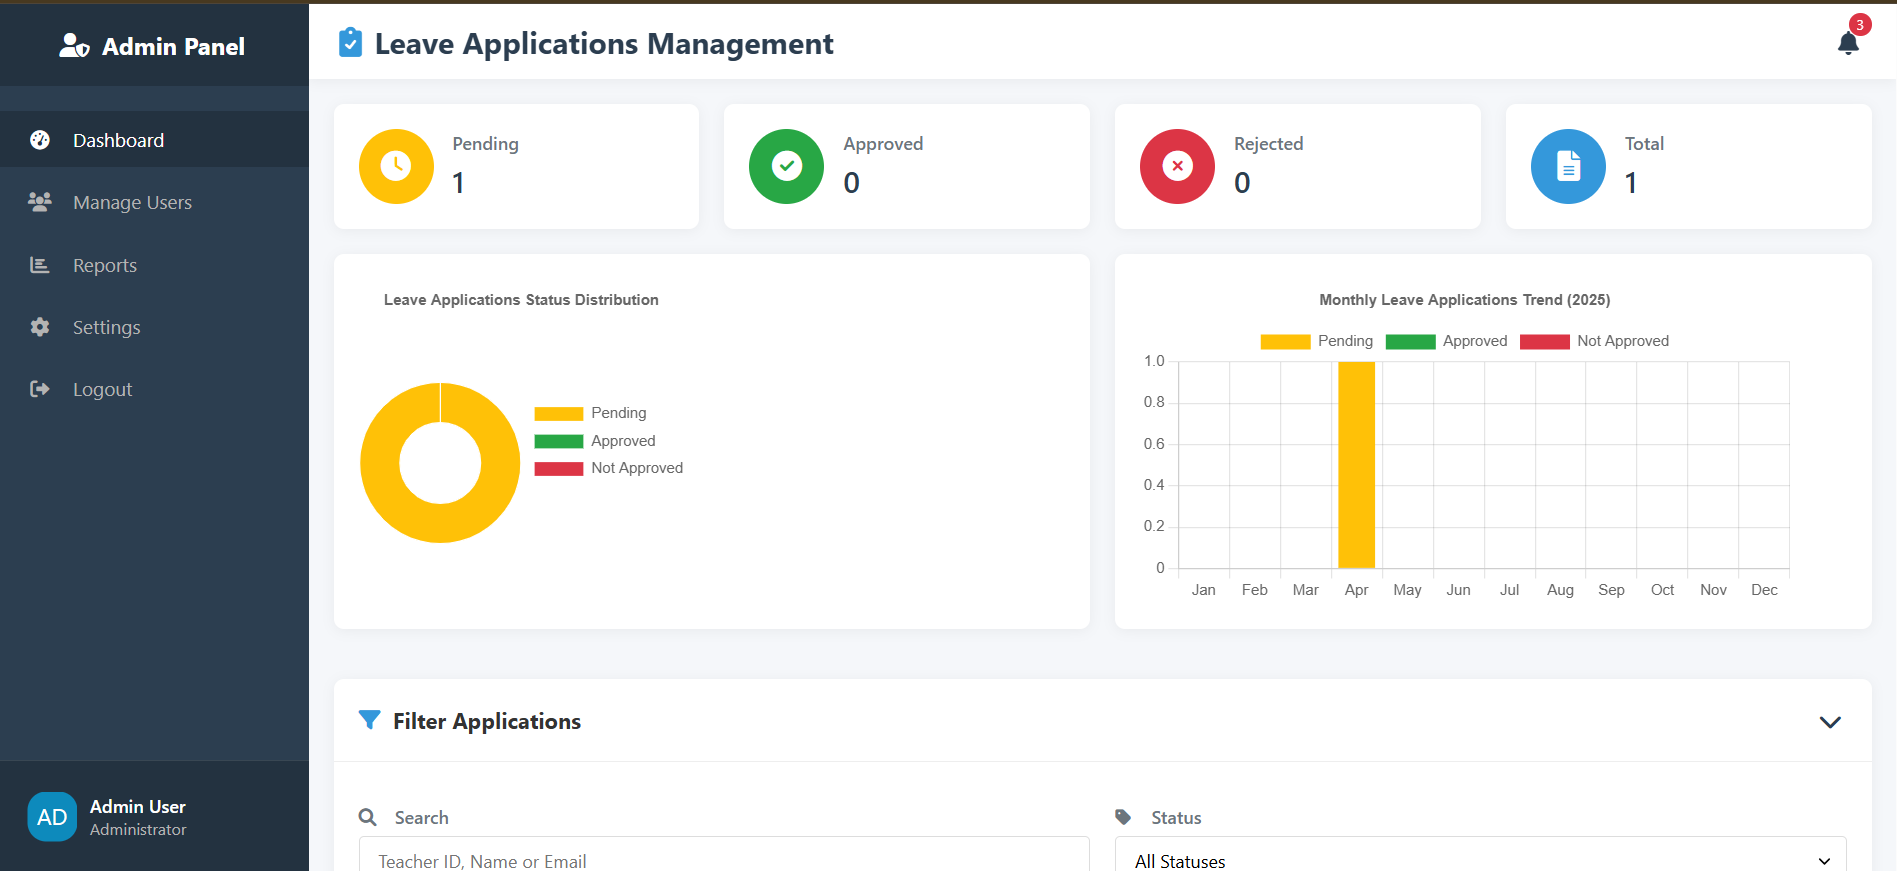 Admin Panel
Dashboard
Manage Users
Reports
Settings
Logout
AD
Admin User
Administrator
Leave Applications Management
3
Pending
1
Approved
0
Rejected
0
Total
1
Leave Applications Status Distribution
Pending
Approved
Not Approved
Monthly Leave Applications Trend (2025)
Pending Approved Not Approved
1.0
0.8
0.6
0.4
0.2
0
Jan Feb Mar Apr May Jun Jul Aug Sep Oct Nov Dec
Filter Applications
Search
Teacher ID, Name or Email
Status
All Statuses